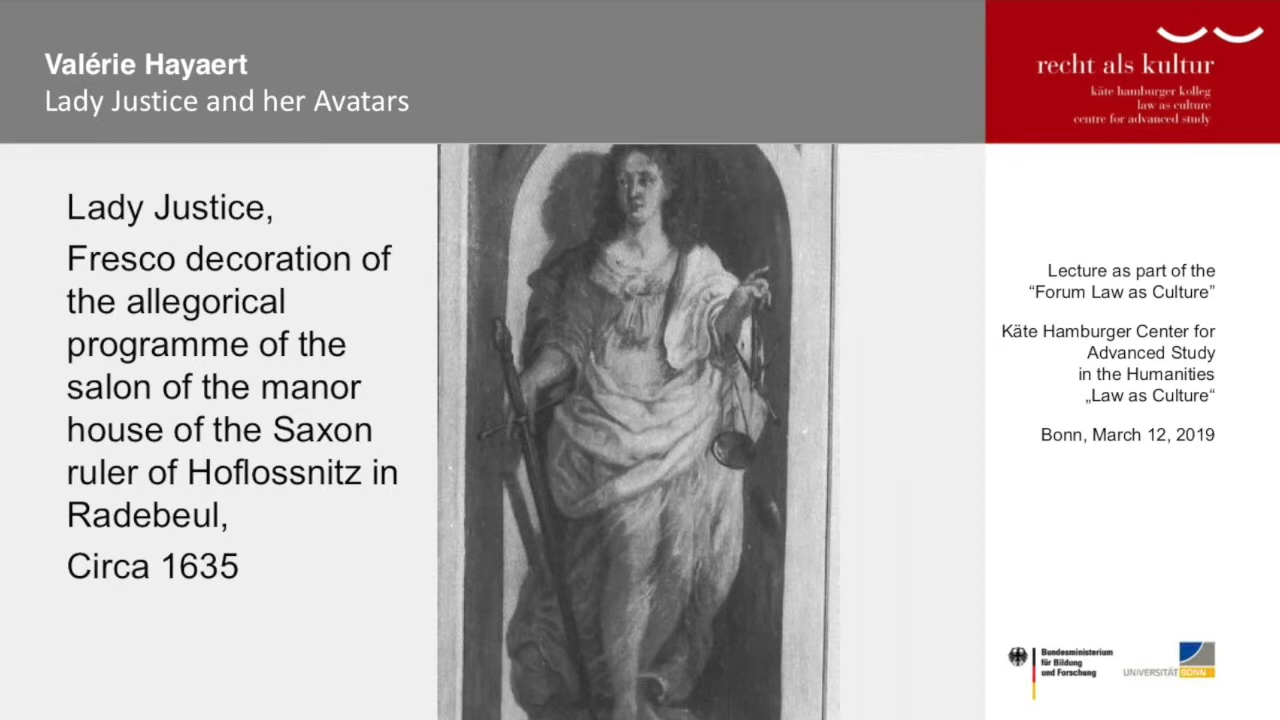 Valérie Hayaert
Lady Justice and her Avatars
recht als kultur
käte hamburger kolleg
law as culture
centre for advanced study
Lady Justice,
Fresco decoration of
the allegorical
programme of the
salon of the manor
house of the Saxon
ruler of Hoflossnitz in
Radebeul,
Circa 1635
Lecture as part of the
“Forum Law as Culture”
Käte Hamburger Center for
Advanced Study
in the Humanities
„Law as Culture“
Bonn, March 12, 2019
Bundesministerium
für Bildung
und Forschung
UNIVERSITÄT BONN